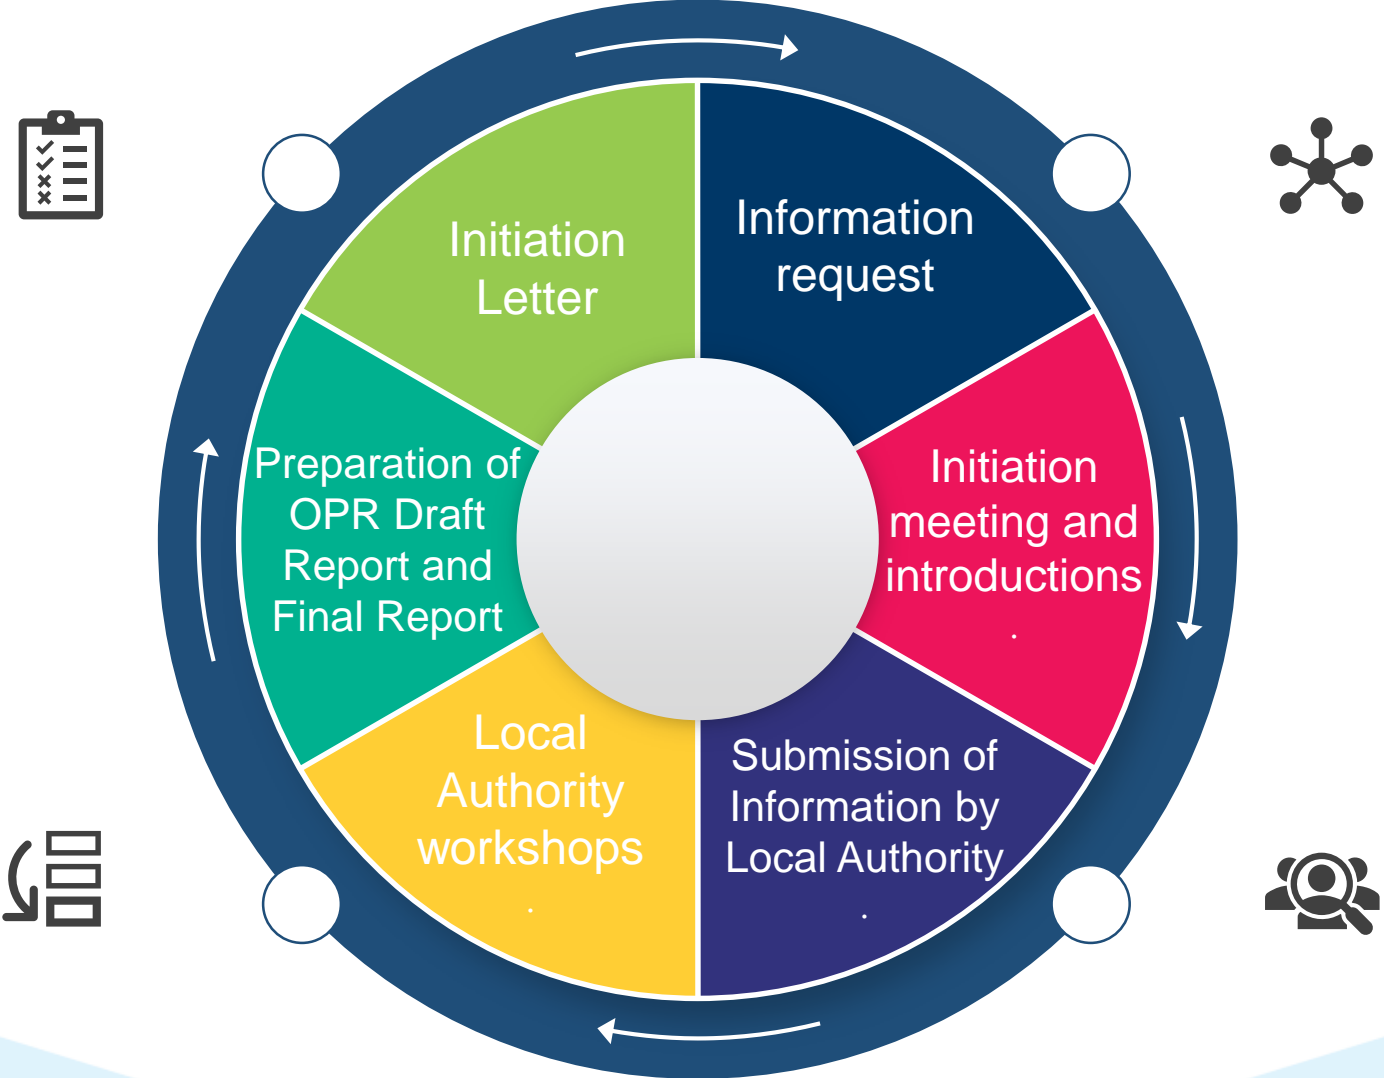 Initiation
Letter
Information
request
Initiation
meeting and
introductions
.
Submission of
Information by
Local Authority
.
Local
Authority
workshops
.
Preparation of
OPR Draft
Report and
Final Report